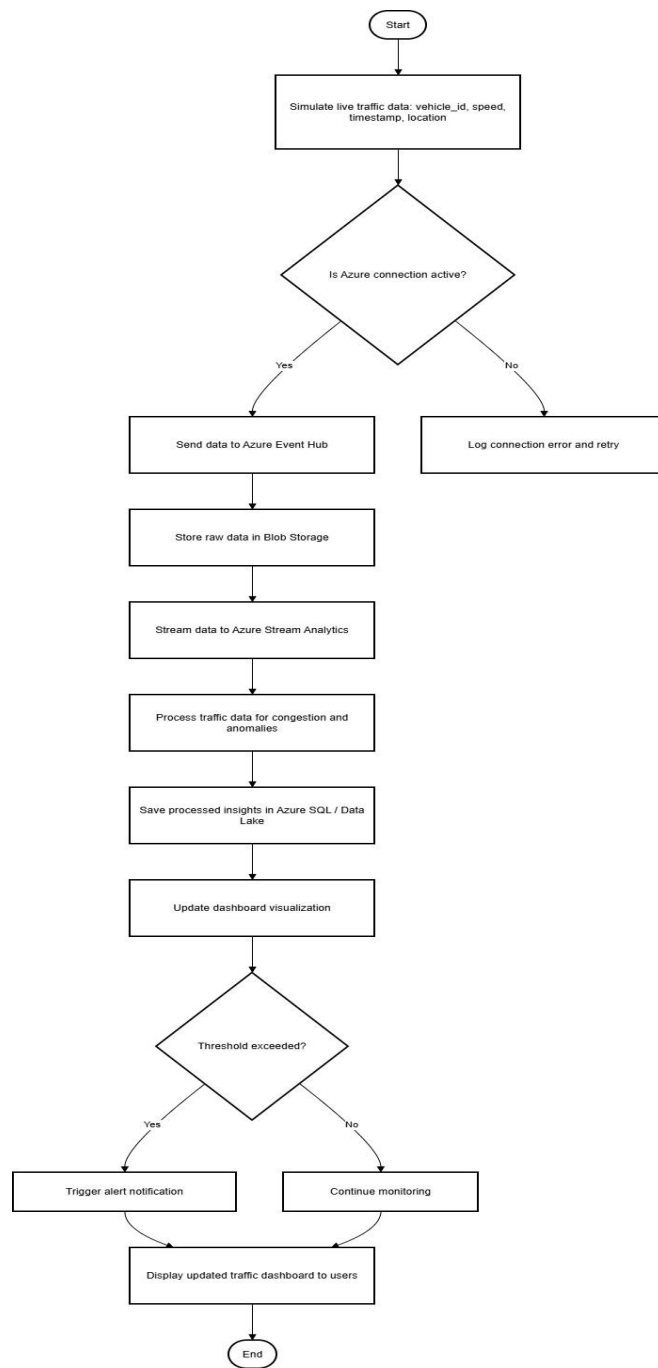 Start
Simulate live traffic data: vehicle_id, speed,
timestamp, location
Is Azure connection active?
Yes
No
Send data to Azure Event Hub
Log connection error and retry
Store raw data in Blob Storage
Stream data to Azure Stream Analytics
Process traffic data for congestion and
anomalies
Save processed insights in Azure SQL / Data
Lake
Update dashboard visualization
Threshold exceeded?
Yes
No
Trigger alert notification
Continue monitoring
Display updated traffic dashboard to users
End